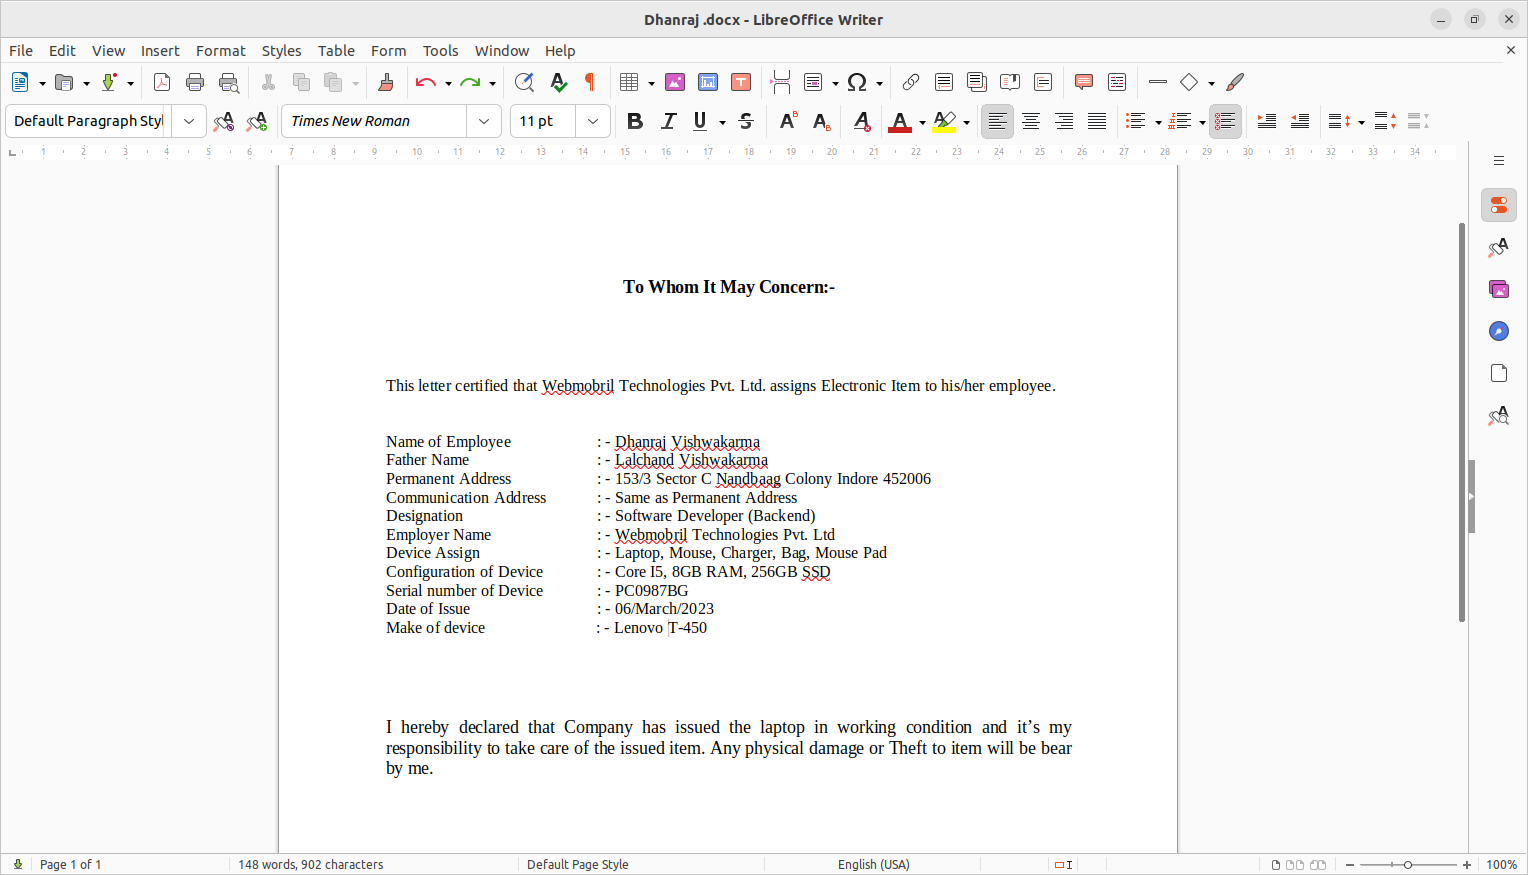 Dhanraj .docx - LibreOffice Writer
File Edit View Insert Format Styles Table Form Tools Window Help
Default Paragraph Styl Times New Roman 11 pt
1 2 3 4 5 6 7 8 9 10 11 12 13 14 15 16 17 18 19 20 21 22 23 24 25 26 27 28 29 30 31 32 33 34
To Whom It May Concern:-
This letter certified that Webmobril Technologies Pvt. Ltd. assigns Electronic Item to his/her employee.
Name of Employee : - Dhanraj Vishwakarma
Father Name : - Lalchand Vishwakarma
Permanent Address : - 153/3 Sector C Nandbaag Colony Indore 452006
Communication Address : - Same as Permanent Address
Designation : - Software Developer (Backend)
Employer Name : - Webmobril Technologies Pvt. Ltd
Device Assign : - Laptop, Mouse, Charger, Bag, Mouse Pad
Configuration of Device : - Core I5, 8GB RAM, 256GB SSD
Serial number of Device : - PC0987BG
Date of Issue : - 06/March/2023
Make of device : - Lenovo T-450
I hereby declared that Company has issued the laptop in working condition and it’s my
responsibility to take care of the issued item. Any physical damage or Theft to item will be bear
by me.
Page 1 of 1 148 words, 902 characters Default Page Style English (USA) 100%